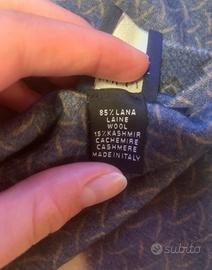 85% LANA
LAINE
WOOL
15% KASHMIR
CACHEMIRE
CASHMERE
MADE IN ITALY
subito